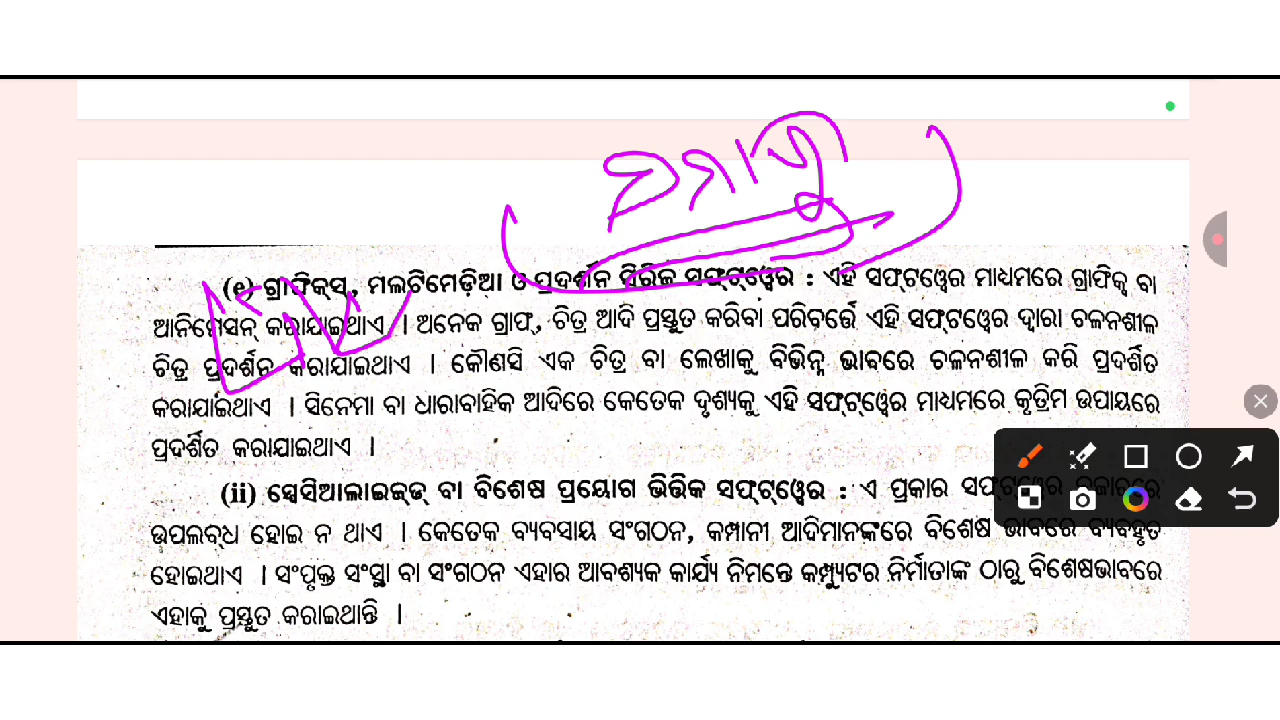 ସମାପ୍ତ
(e) ଗ୍ରାଫିକ୍ସ, ମଲଟିମେଡ଼ିଆ ଓ ପ୍ରଦର୍ଶନ ସିରିଜ ସଫ୍ଟୱେର : ଏହି ସଫ୍ଟୱେର ମାଧ୍ୟମରେ ଗ୍ରାଫିକ୍ସ ବା
ଆନିମେସନ୍ କରାଯାଇଥାଏ । ଅନେକ ଗ୍ରାଫ୍, ଚିତ୍ର ଆଦି ପ୍ରସ୍ତୁତ କରିବା ପରିବର୍ତ୍ତେ ଏହି ସଫ୍ଟୱେର ଦ୍ୱାରା ଚଳନଶୀଳ
ଚିତ୍ର ପ୍ରଦର୍ଶନ କରାଯାଇଥାଏ । କୌଣସି ଏକ ଚିତ୍ର ବା ଲେଖାକୁ ବିଭିନ୍ନ ଭାବରେ ଚଳନଶୀଳ କରି ପ୍ରଦର୍ଶିତ
କରାଯାଇଥାଏ । ସିନେମା ବା ଧାରାବାହିକ ଆଦିରେ କେତେକ ଦୃଶ୍ୟକୁ ଏହି ସଫ୍ଟୱେର ମାଧ୍ୟମରେ କୃତ୍ରିମ ଉପାୟରେ
ପ୍ରଦର୍ଶିତ କରାଯାଇଥାଏ ।
(ii) ସ୍ପେସିଆଲାଇଜ୍ଡ୍ ବା ବିଶେଷ ପ୍ରୟୋଗ ଭିତ୍ତିକ ସଫ୍ଟୱେର : ଏ ପ୍ରକାର ସଫ୍ଟୱେର ବଜାରରେ
ଉପଲବ୍ଧ ହୋଇ ନ ଥାଏ । କେତେକ ବ୍ୟବସାୟ ସଂଗଠନ, କମ୍ପାନୀ ଆଦିମାନଙ୍କରେ ବିଶେଷ ଭାବରେ ବ୍ୟବହୃତ
ହୋଇଥାଏ । ସଂପୃକ୍ତ ସଂସ୍ଥା ବା ସଂଗଠନ ଏହାର ଆବଶ୍ୟକ କାର୍ଯ୍ୟ ନିମନ୍ତେ କମ୍ପ୍ୟୁଟର ନିର୍ମାତାଙ୍କ ଠାରୁ ବିଶେଷଭାବରେ
ଏହାକୁ ପ୍ରସ୍ତୁତ କରାଇଥାନ୍ତି ।